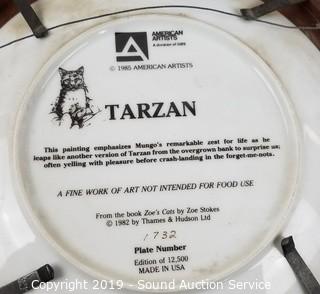 AMERICAN
ARTISTS
A division of GMS
© 1985 AMERICAN ARTISTS
TARZAN
This painting emphasizes Mungo's remarkable zest for life as he
leaps like another version of Tarzan from the overgrown bank to surprise us;
often yelling with pleasure before crash-landing in the forget-me-nots.
A FINE WORK OF ART NOT INTENDED FOR FOOD USE
From the book Zoe's Cats by Zoe Stokes
© 1982 by Thames & Hudson Ltd
1732
Plate Number
Edition of 12,500
MADE IN USA
Copyright 2019 - Sound Auction Service